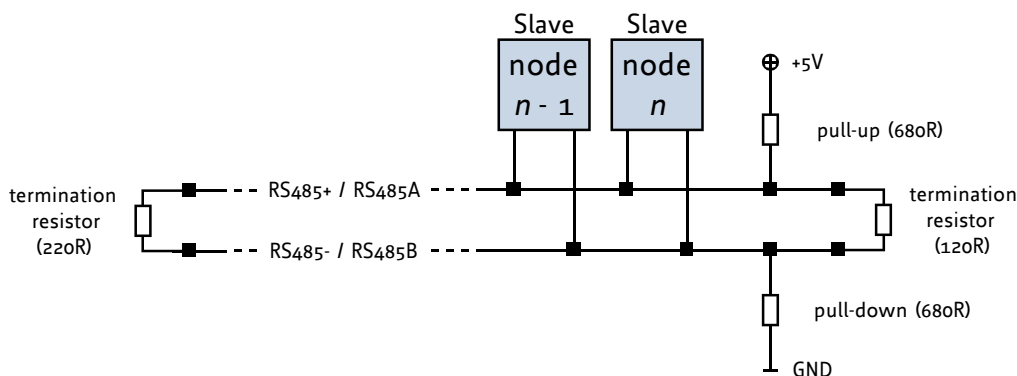 Slave
Slave
node
n - 1
node
n
+5V
pull-up (680R)
RS485+ / RS485A
termination
resistor
(220R)
termination
resistor
(120R)
RS485- / RS485B
pull-down (680R)
GND